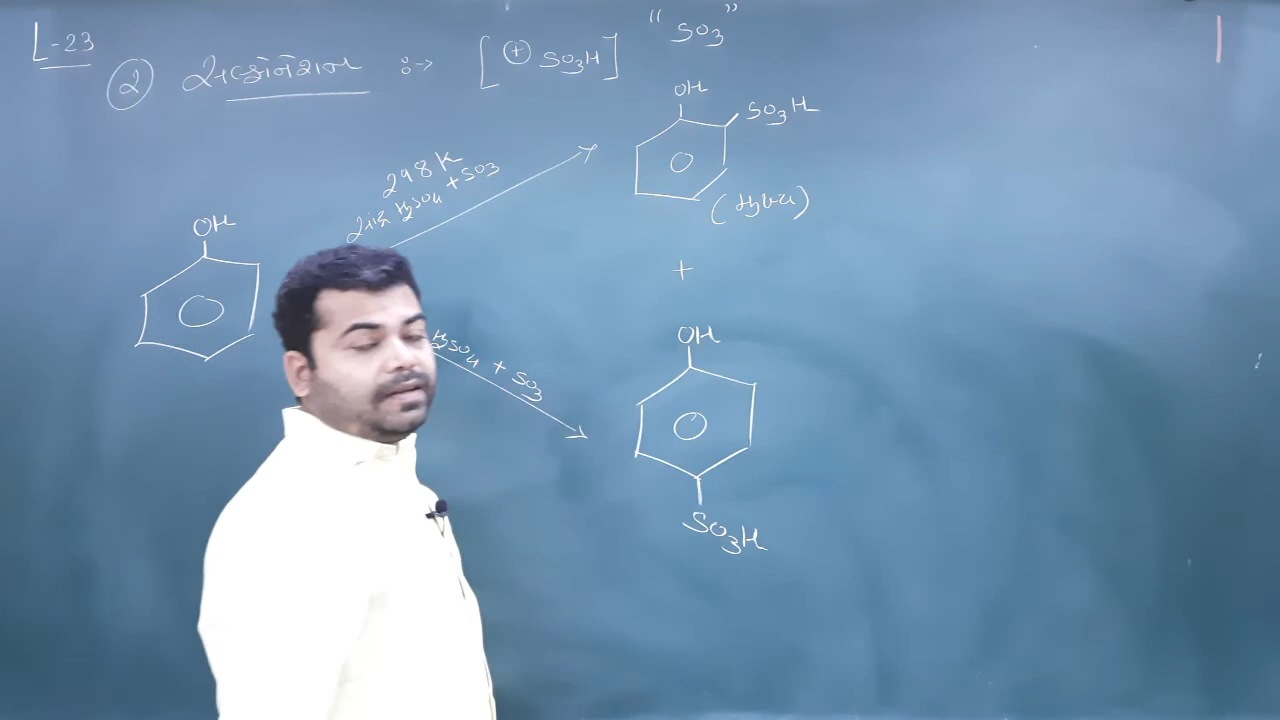 L-23
" SO3 "
② સલ્ફોનેશન :→ [ ⊕ SO3H ]
OH
SO3H
298 K
સાંદ્ર H2SO4 + SO3
(મુખ્ય)
OH
+
OH
H2SO4 + SO3
SO3H